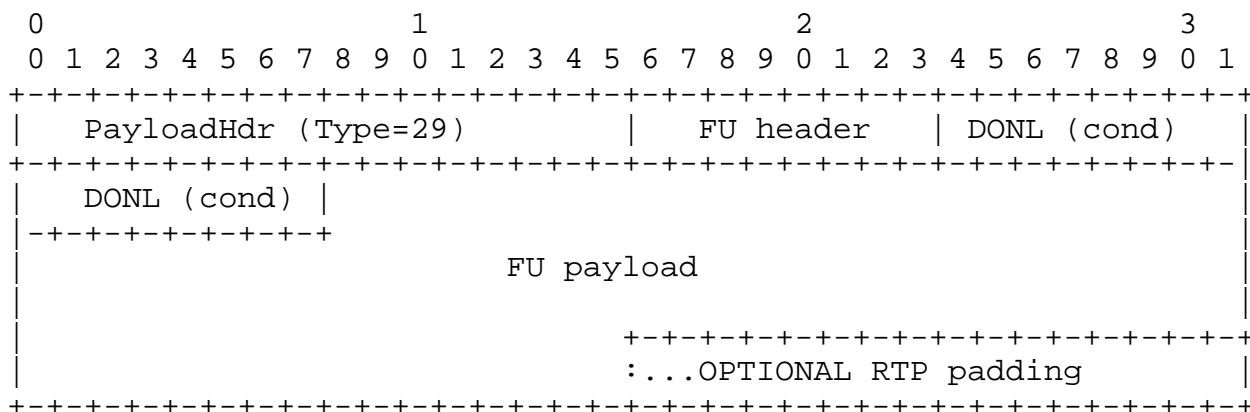 0                   1                   2                   3
0 1 2 3 4 5 6 7 8 9 0 1 2 3 4 5 6 7 8 9 0 1 2 3 4 5 6 7 8 9 0 1
+-+-+-+-+-+-+-+-+-+-+-+-+-+-+-+-+-+-+-+-+-+-+-+-+-+-+-+-+-+-+-+-+
|   PayloadHdr (Type=29)        |   FU header   | DONL (cond)   |
+-+-+-+-+-+-+-+-+-+-+-+-+-+-+-+-+-+-+-+-+-+-+-+-+-+-+-+-+-+-+-+-|
|   DONL (cond) |                                               |
|-+-+-+-+-+-+-+-+                                               |
|                         FU payload                            |
|                                                               |
|                               +-+-+-+-+-+-+-+-+-+-+-+-+-+-+-+-+
|                               :...OPTIONAL RTP padding        |
+-+-+-+-+-+-+-+-+-+-+-+-+-+-+-+-+-+-+-+-+-+-+-+-+-+-+-+-+-+-+-+-+